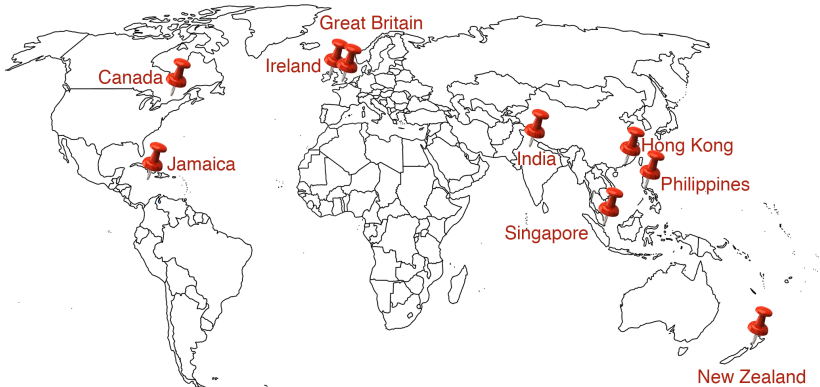 Great Britain
Ireland
Canada
Hong Kong
Jamaica
India
Philippines
Singapore
New Zealand